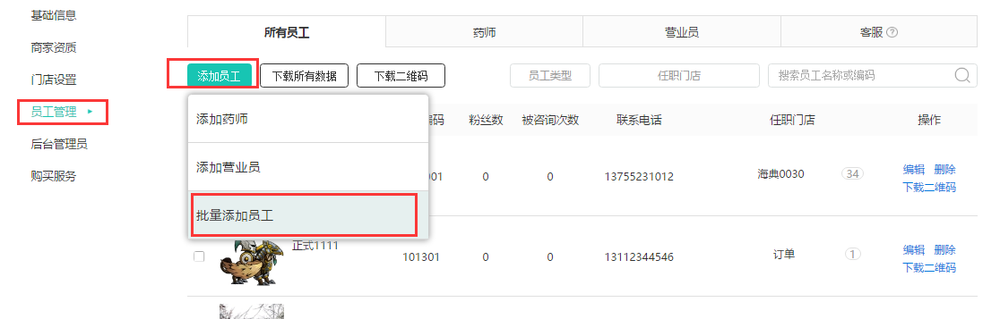 基础信息
商家资质
门店设置
员工管理
后台管理员
购买服务
所有员工 药师 营业员 客服
添加员工 下载所有数据 下载二维码 员工类型 任职门店 搜索员工名称或编码
添加药师
添加营业员
批量添加员工
码 粉丝数 被咨询次数 联系电话 任职门店 操作
001 0 0 13755231012 海典0030 34 编辑 删除
下载二维码
正式1111
101301 0 0 13112344546 订单 1 编辑 删除
下载二维码